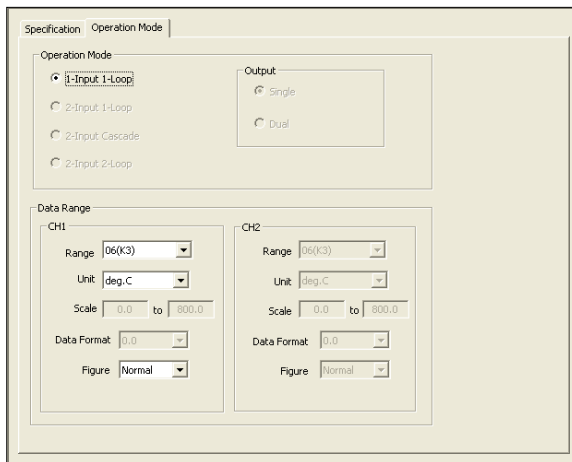 Specification Operation Mode
Operation Mode
1-Input 1-Loop
2-Input 1-Loop
2-Input Cascade
2-Input 2-Loop
Output
Single
Dual
Data Range
CH1
Range 06(K3)
Unit deg.C
Scale 0.0 to 800.0
Data Format 0.0
Figure Normal
CH2
Range 06(K3)
Unit deg.C
Scale 0.0 to 800.0
Data Format 0.0
Figure Normal